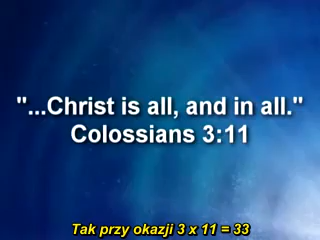 "...Christ is all, and in all."
Colossians 3:11
Tak przy okazji 3 x 11 = 33